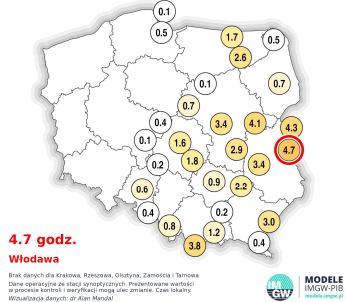 0.1
0.5
1.7
0.5
2.6
0.1
0.7
0.7
0.4
3.4
4.1
4.3
0.1
1.6
2.9
4.7
0.2
1.8
3.4
0.6
0.9
2.2
0.4
0.2
0.8
1.2
3.0
3.8
0.4
4.7 godz.
Włodawa
Brak danych dla Krakowa, Rzeszowa, Olsztyna, Zamościa i Tarnowa
Dane operacyjne ze stacji synoptycznych. Prezentowane wartości
w procesie kontroli i weryfikacji mogą ulec zmianie. Czas lokalny.
Wizualizacja danych: dr Alan Mandal
IM
GW
MODELE
IMGW-PIB
modele.imgw.pl